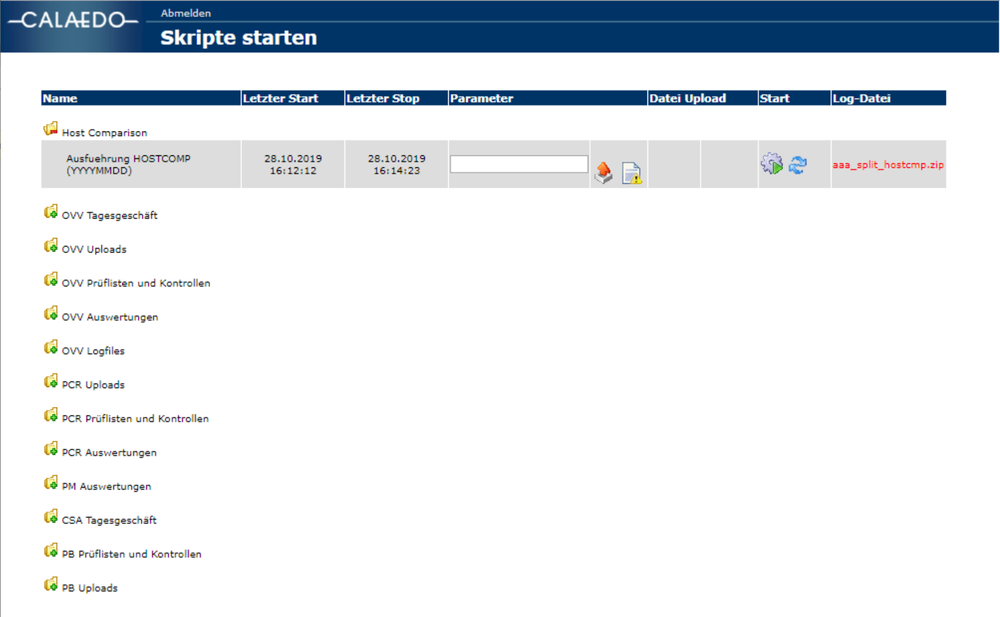 CALAEDO
Abmelden
Skripte starten
Name Letzter Start Letzter Stop Parameter Datei Upload Start Log-Datei
Host Comparison
Ausfuehrung HOSTCOMP 28.10.2019 28.10.2019
(YYYYMMDD) 16:12:12 16:14:23 aaa_split_hostcmp.zip
OVV Tagesgeschäft
OVV Uploads
OVV Prüflisten und Kontrollen
OVV Auswertungen
OVV Logfiles
PCR Uploads
PCR Prüflisten und Kontrollen
PCR Auswertungen
PM Auswertungen
CSA Tagesgeschäft
PB Prüflisten und Kontrollen
PB Uploads